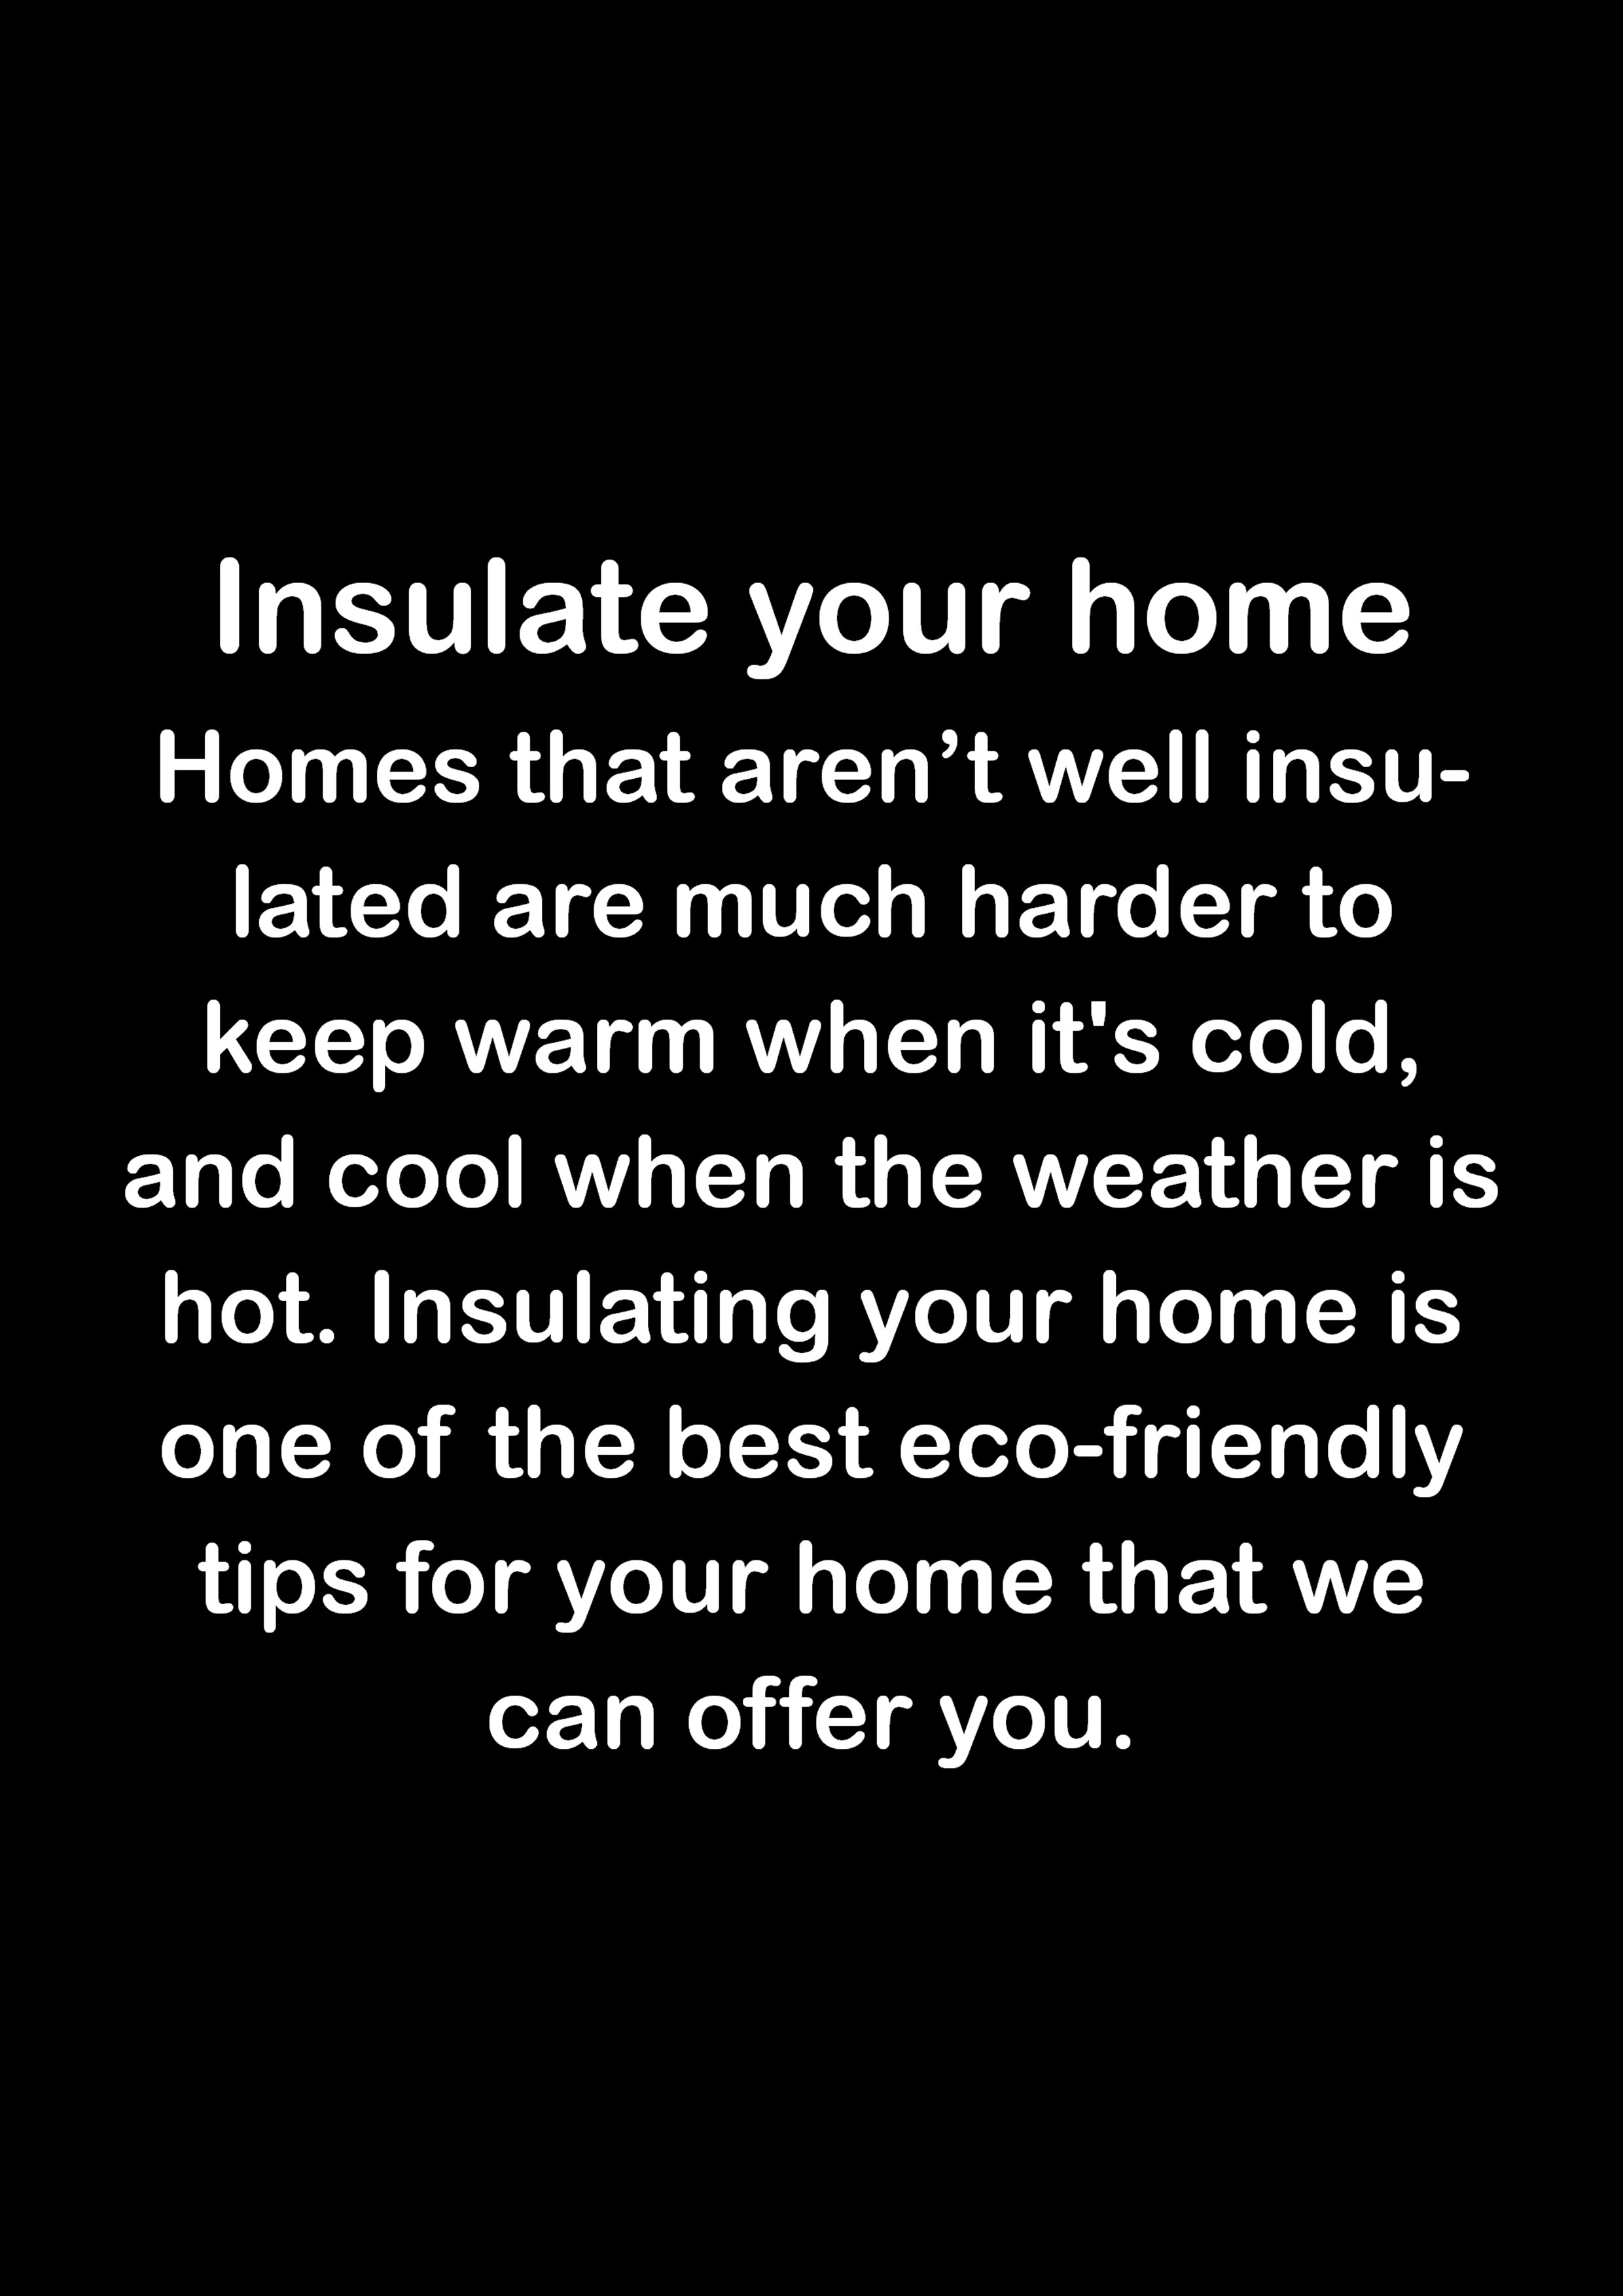 Insulate your home
Homes that aren’t well insu-
lated are much harder to
keep warm when it's cold,
and cool when the weather is
hot. Insulating your home is
one of the best eco-friendly
tips for your home that we
can offer you.